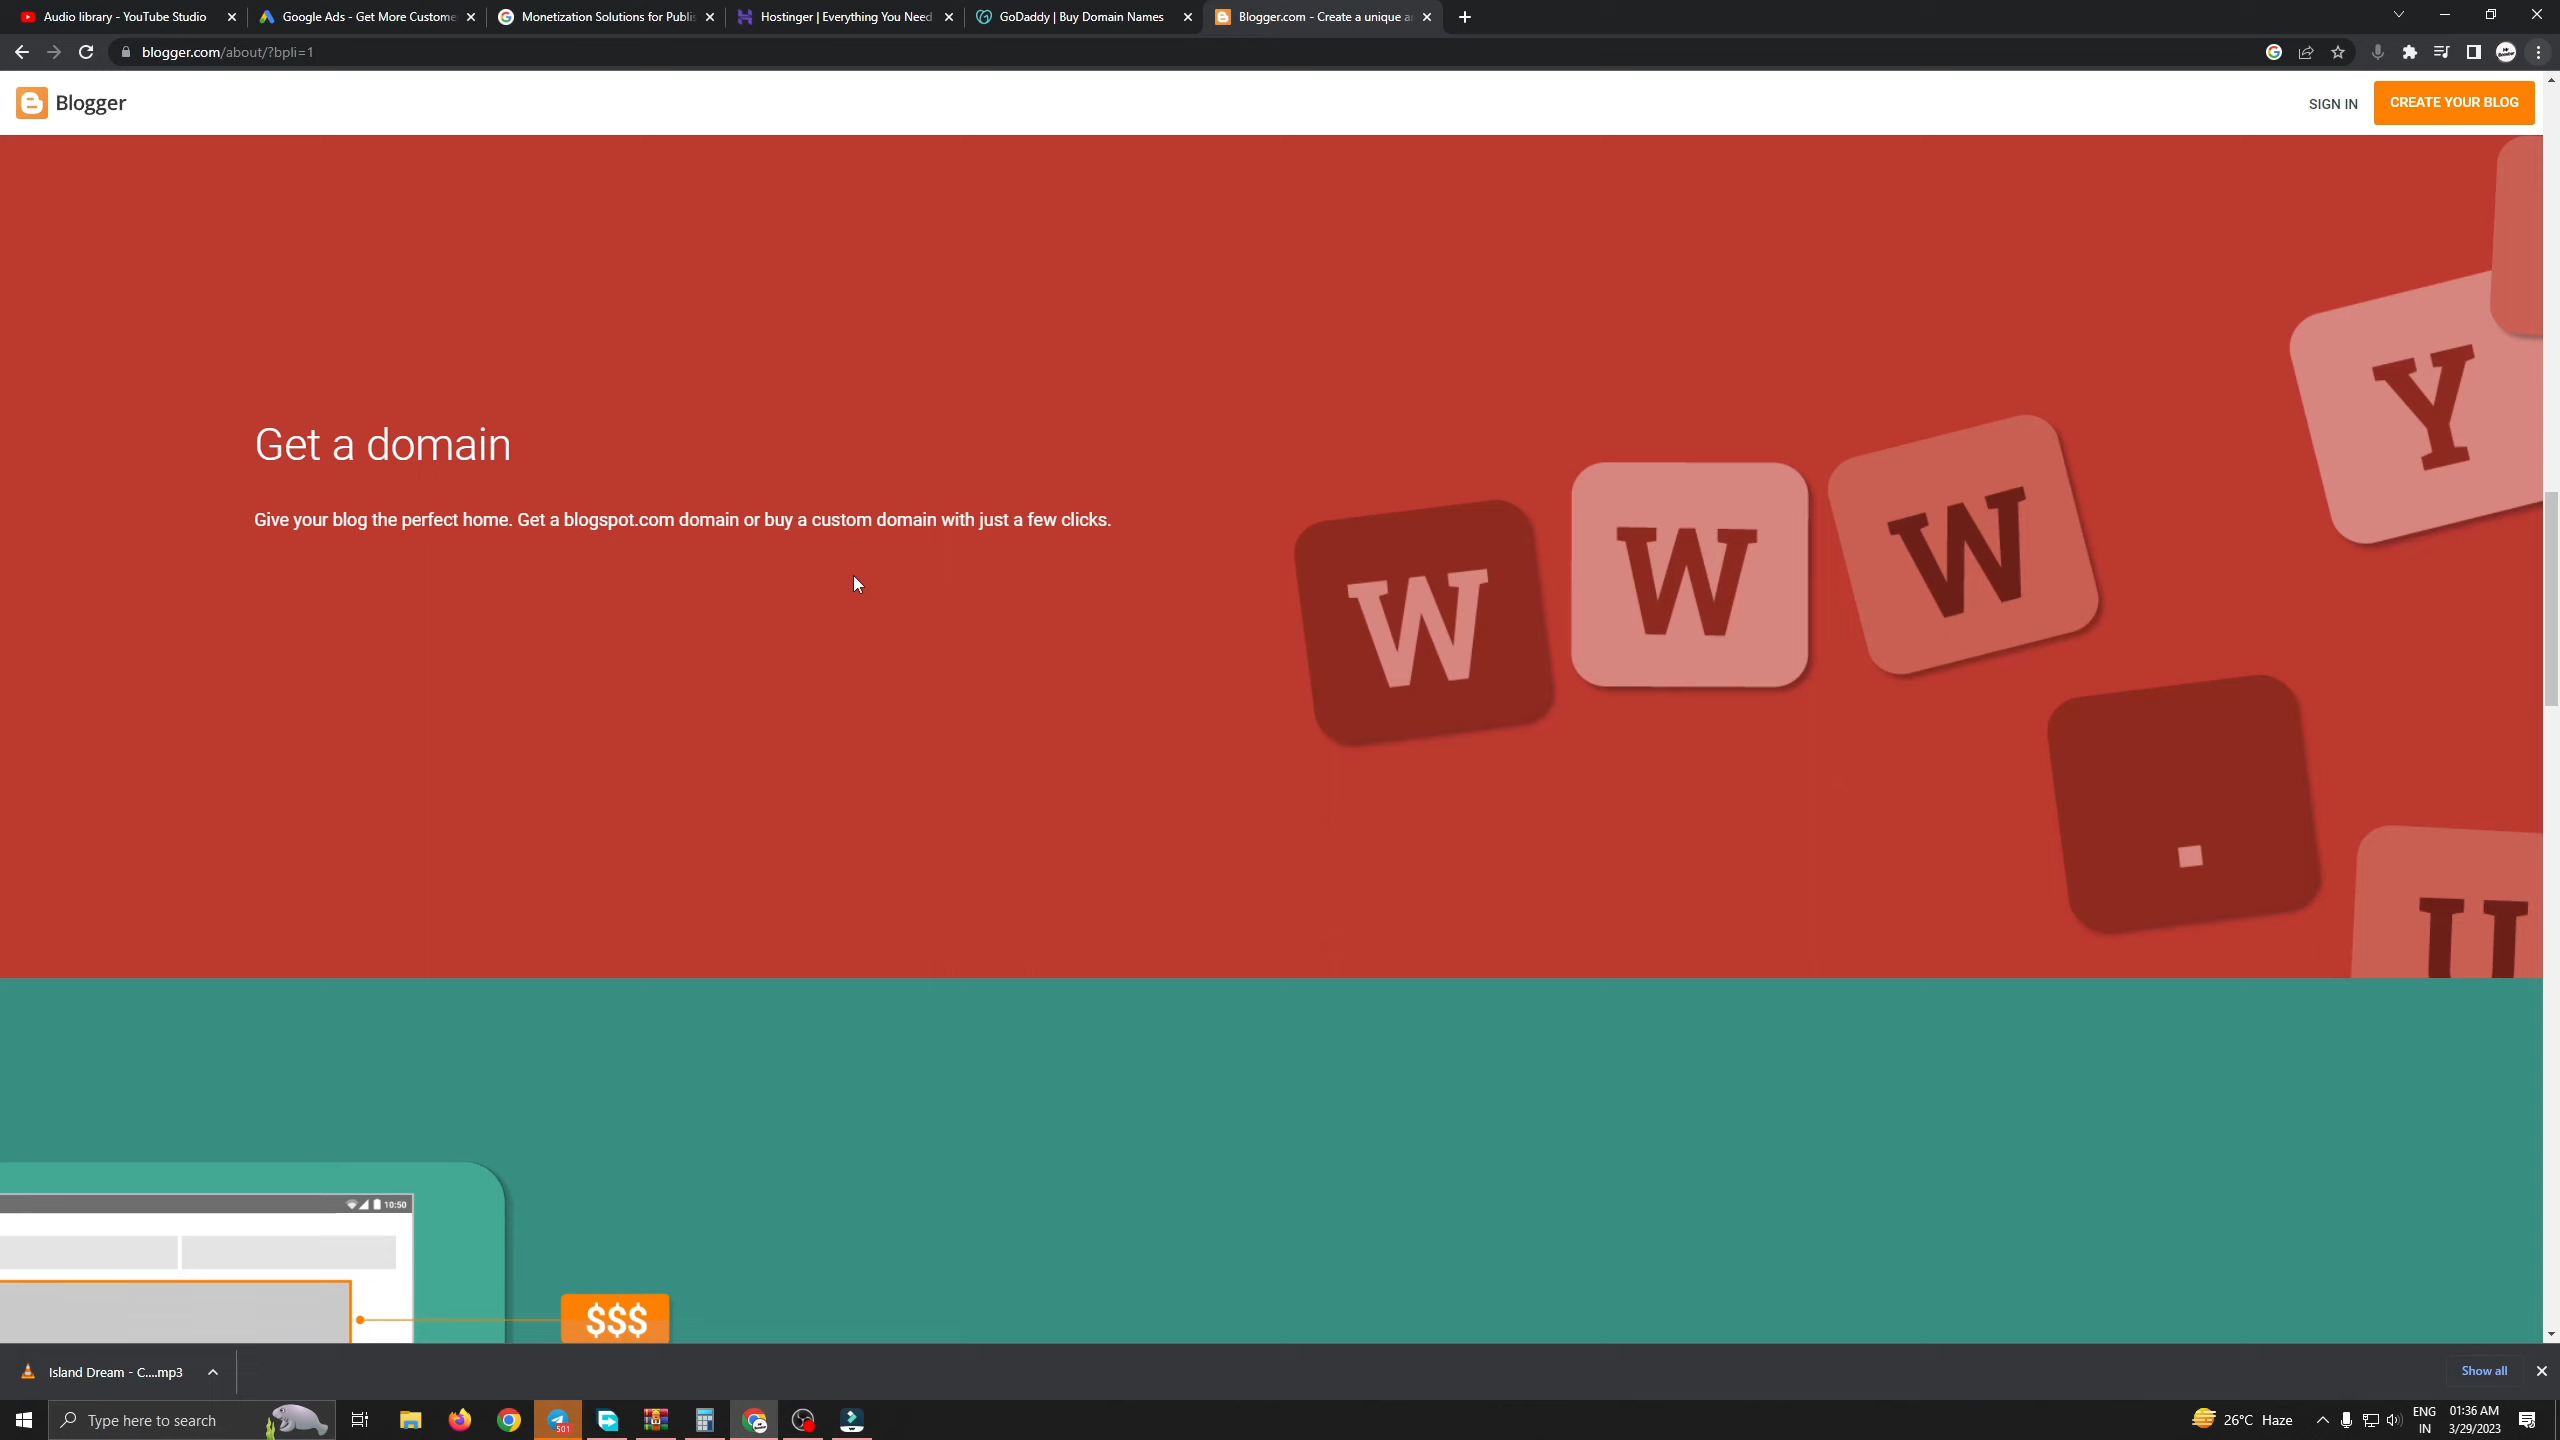 Audio library - YouTube Studio
Google Ads - Get More Custome
Monetization Solutions for Publis
Hostinger | Everything You Need
GoDaddy | Buy Domain Names
Blogger.com - Create a unique a
blogger.com/about/?bpli=1
Blogger
SIGN IN
CREATE YOUR BLOG
Get a domain
Give your blog the perfect home. Get a blogspot.com domain or buy a custom domain with just a few clicks.
Y
W
W
W
.
U
10:50
$$$
Island Dream - C....mp3
Show all
Type here to search
501
26°C Haze
ENG
IN
01:36 AM
3/29/2023